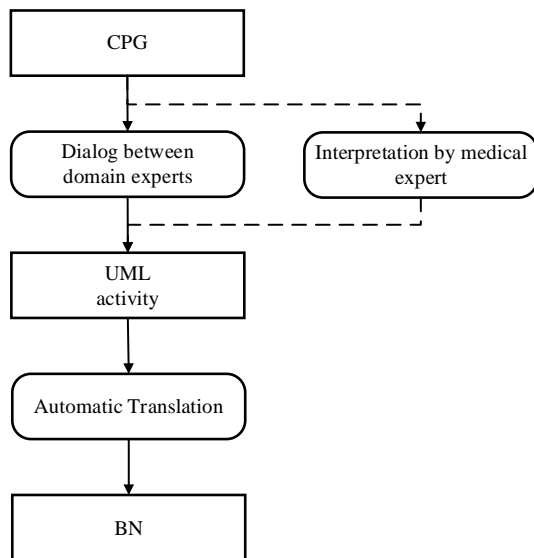 CPG
Dialog between
domain experts
Interpretation by medical
expert
UML
activity
Automatic Translation
BN